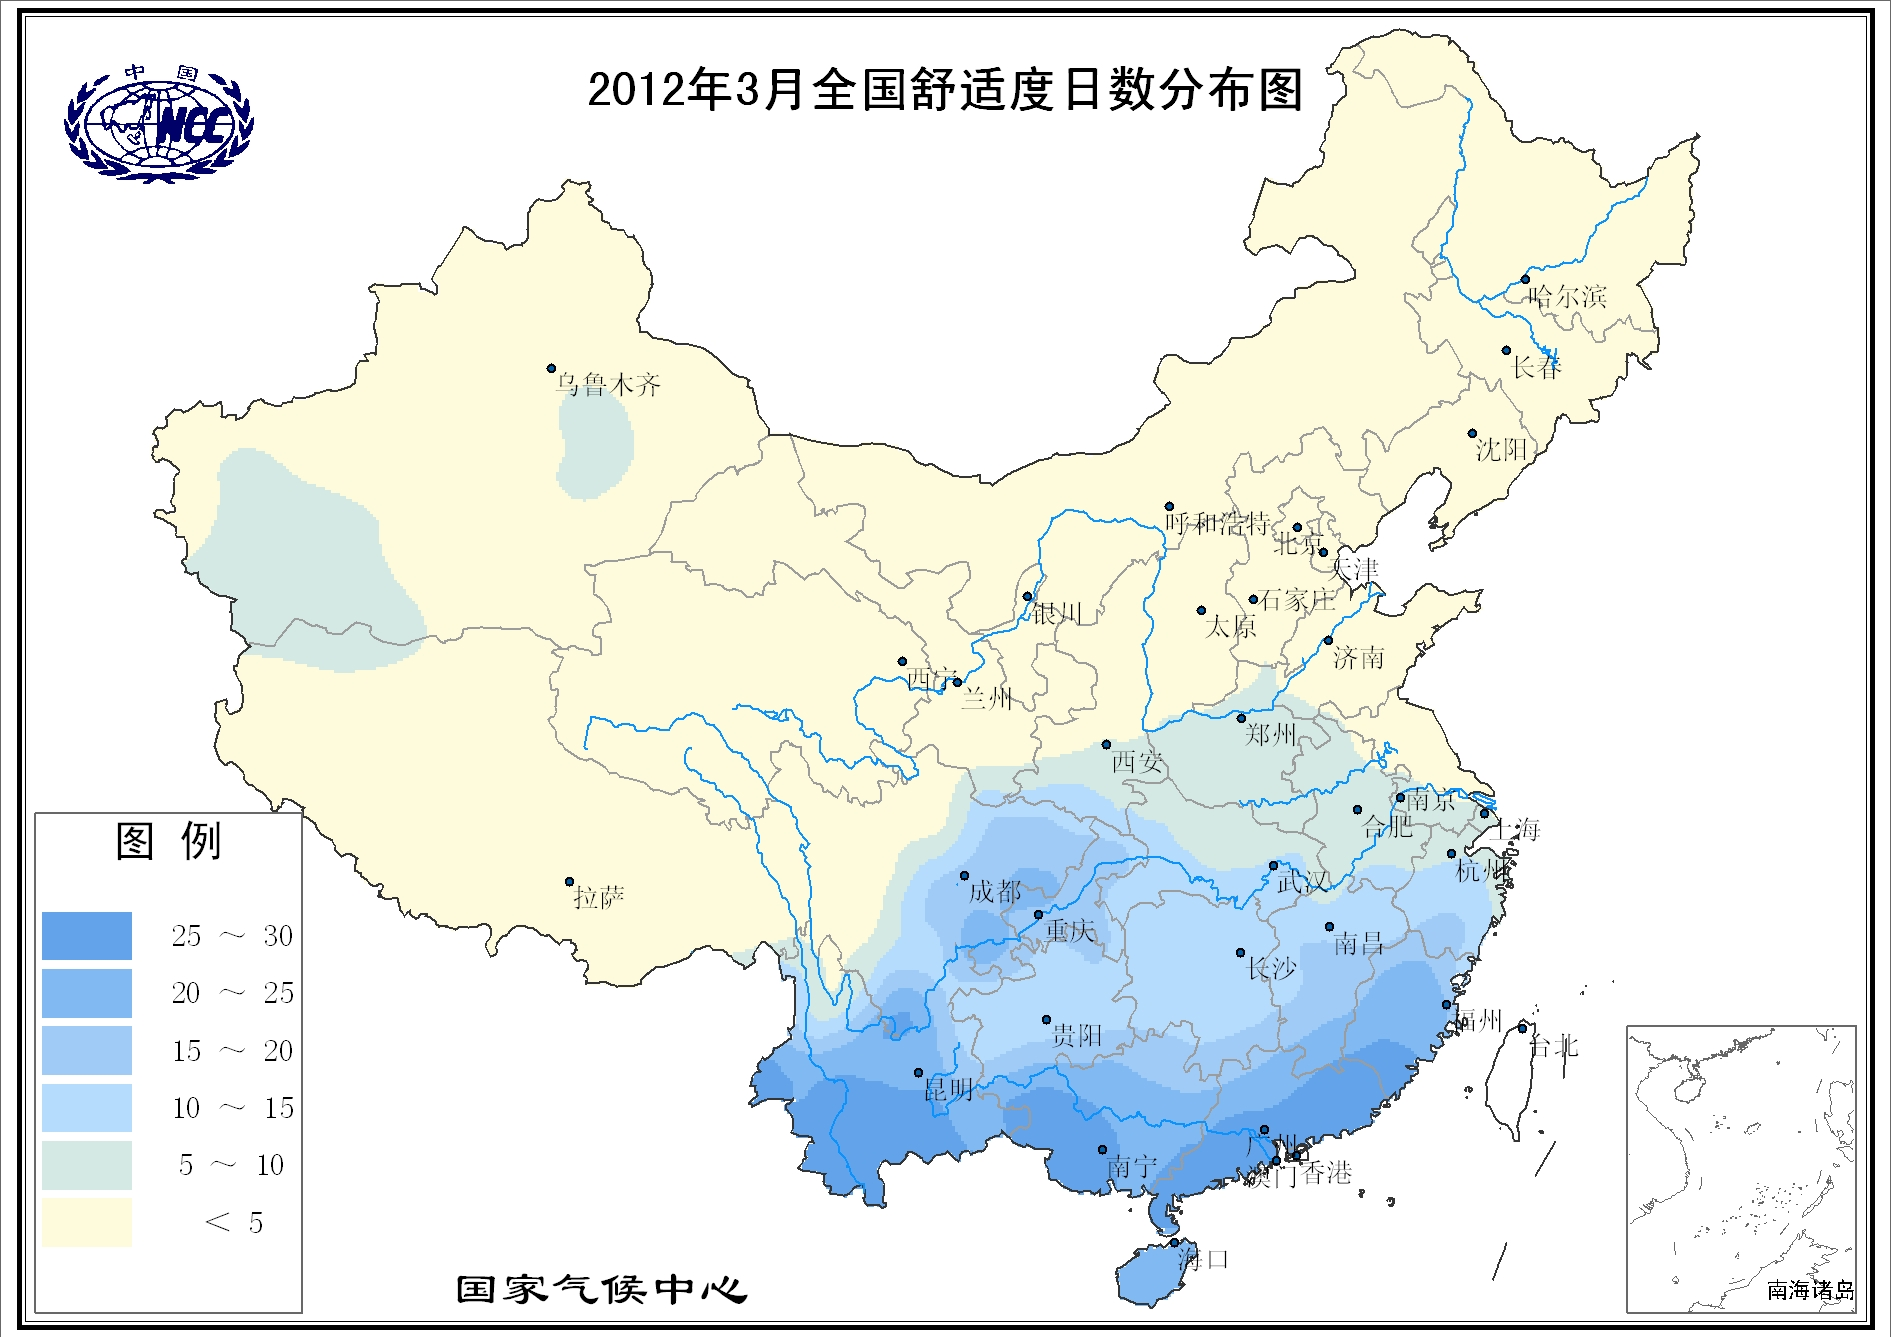 2012年3月全国舒适度日数分布图
中国
NCC
哈尔滨
长春
乌鲁木齐
沈阳
呼和浩特
北京
天津
银川
石家庄
太原
济南
西宁
兰州
郑州
西安
南京
合肥
上海
杭州
拉萨
成都
武汉
重庆
南昌
长沙
福州
贵阳
台北
昆明
广州
南宁
澳门
香港
海口
图 例
25 ~ 30
20 ~ 25
15 ~ 20
10 ~ 15
5 ~ 10
< 5
国家气候中心
南海诸岛